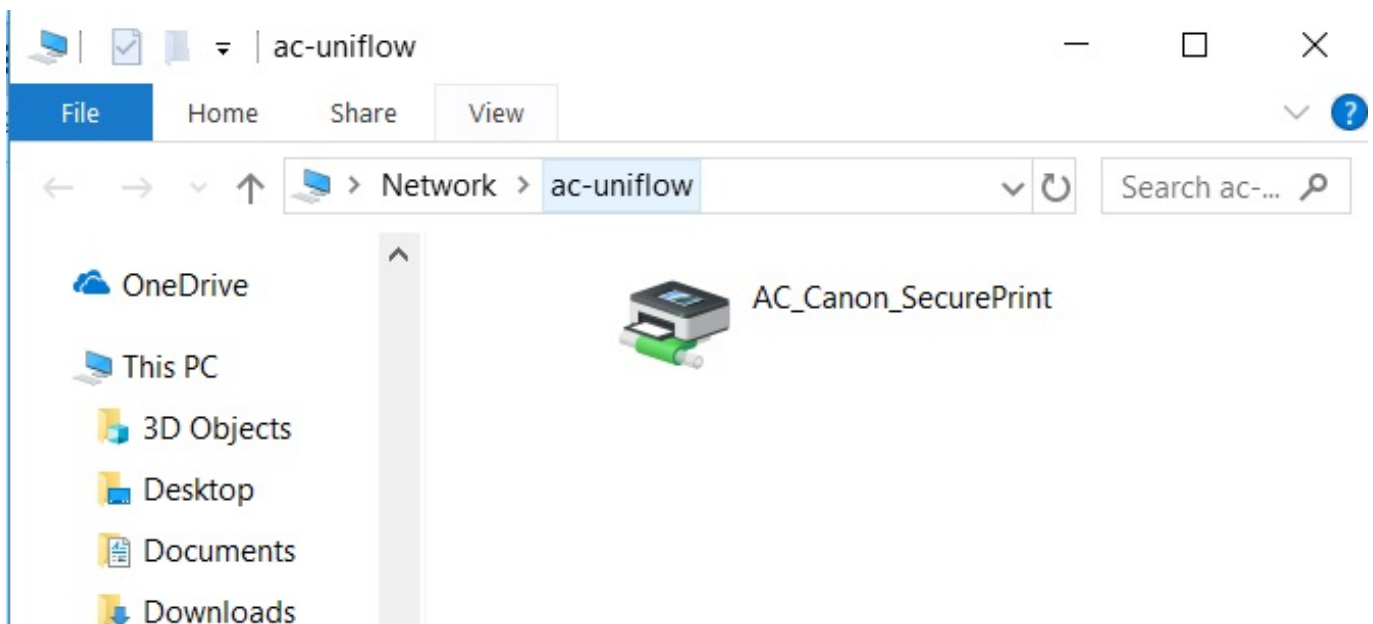 ac-uniflow
File Home Share View
Network > ac-uniflow
Search ac-...
OneDrive
AC_Canon_SecurePrint
This PC
3D Objects
Desktop
Documents
Downloads